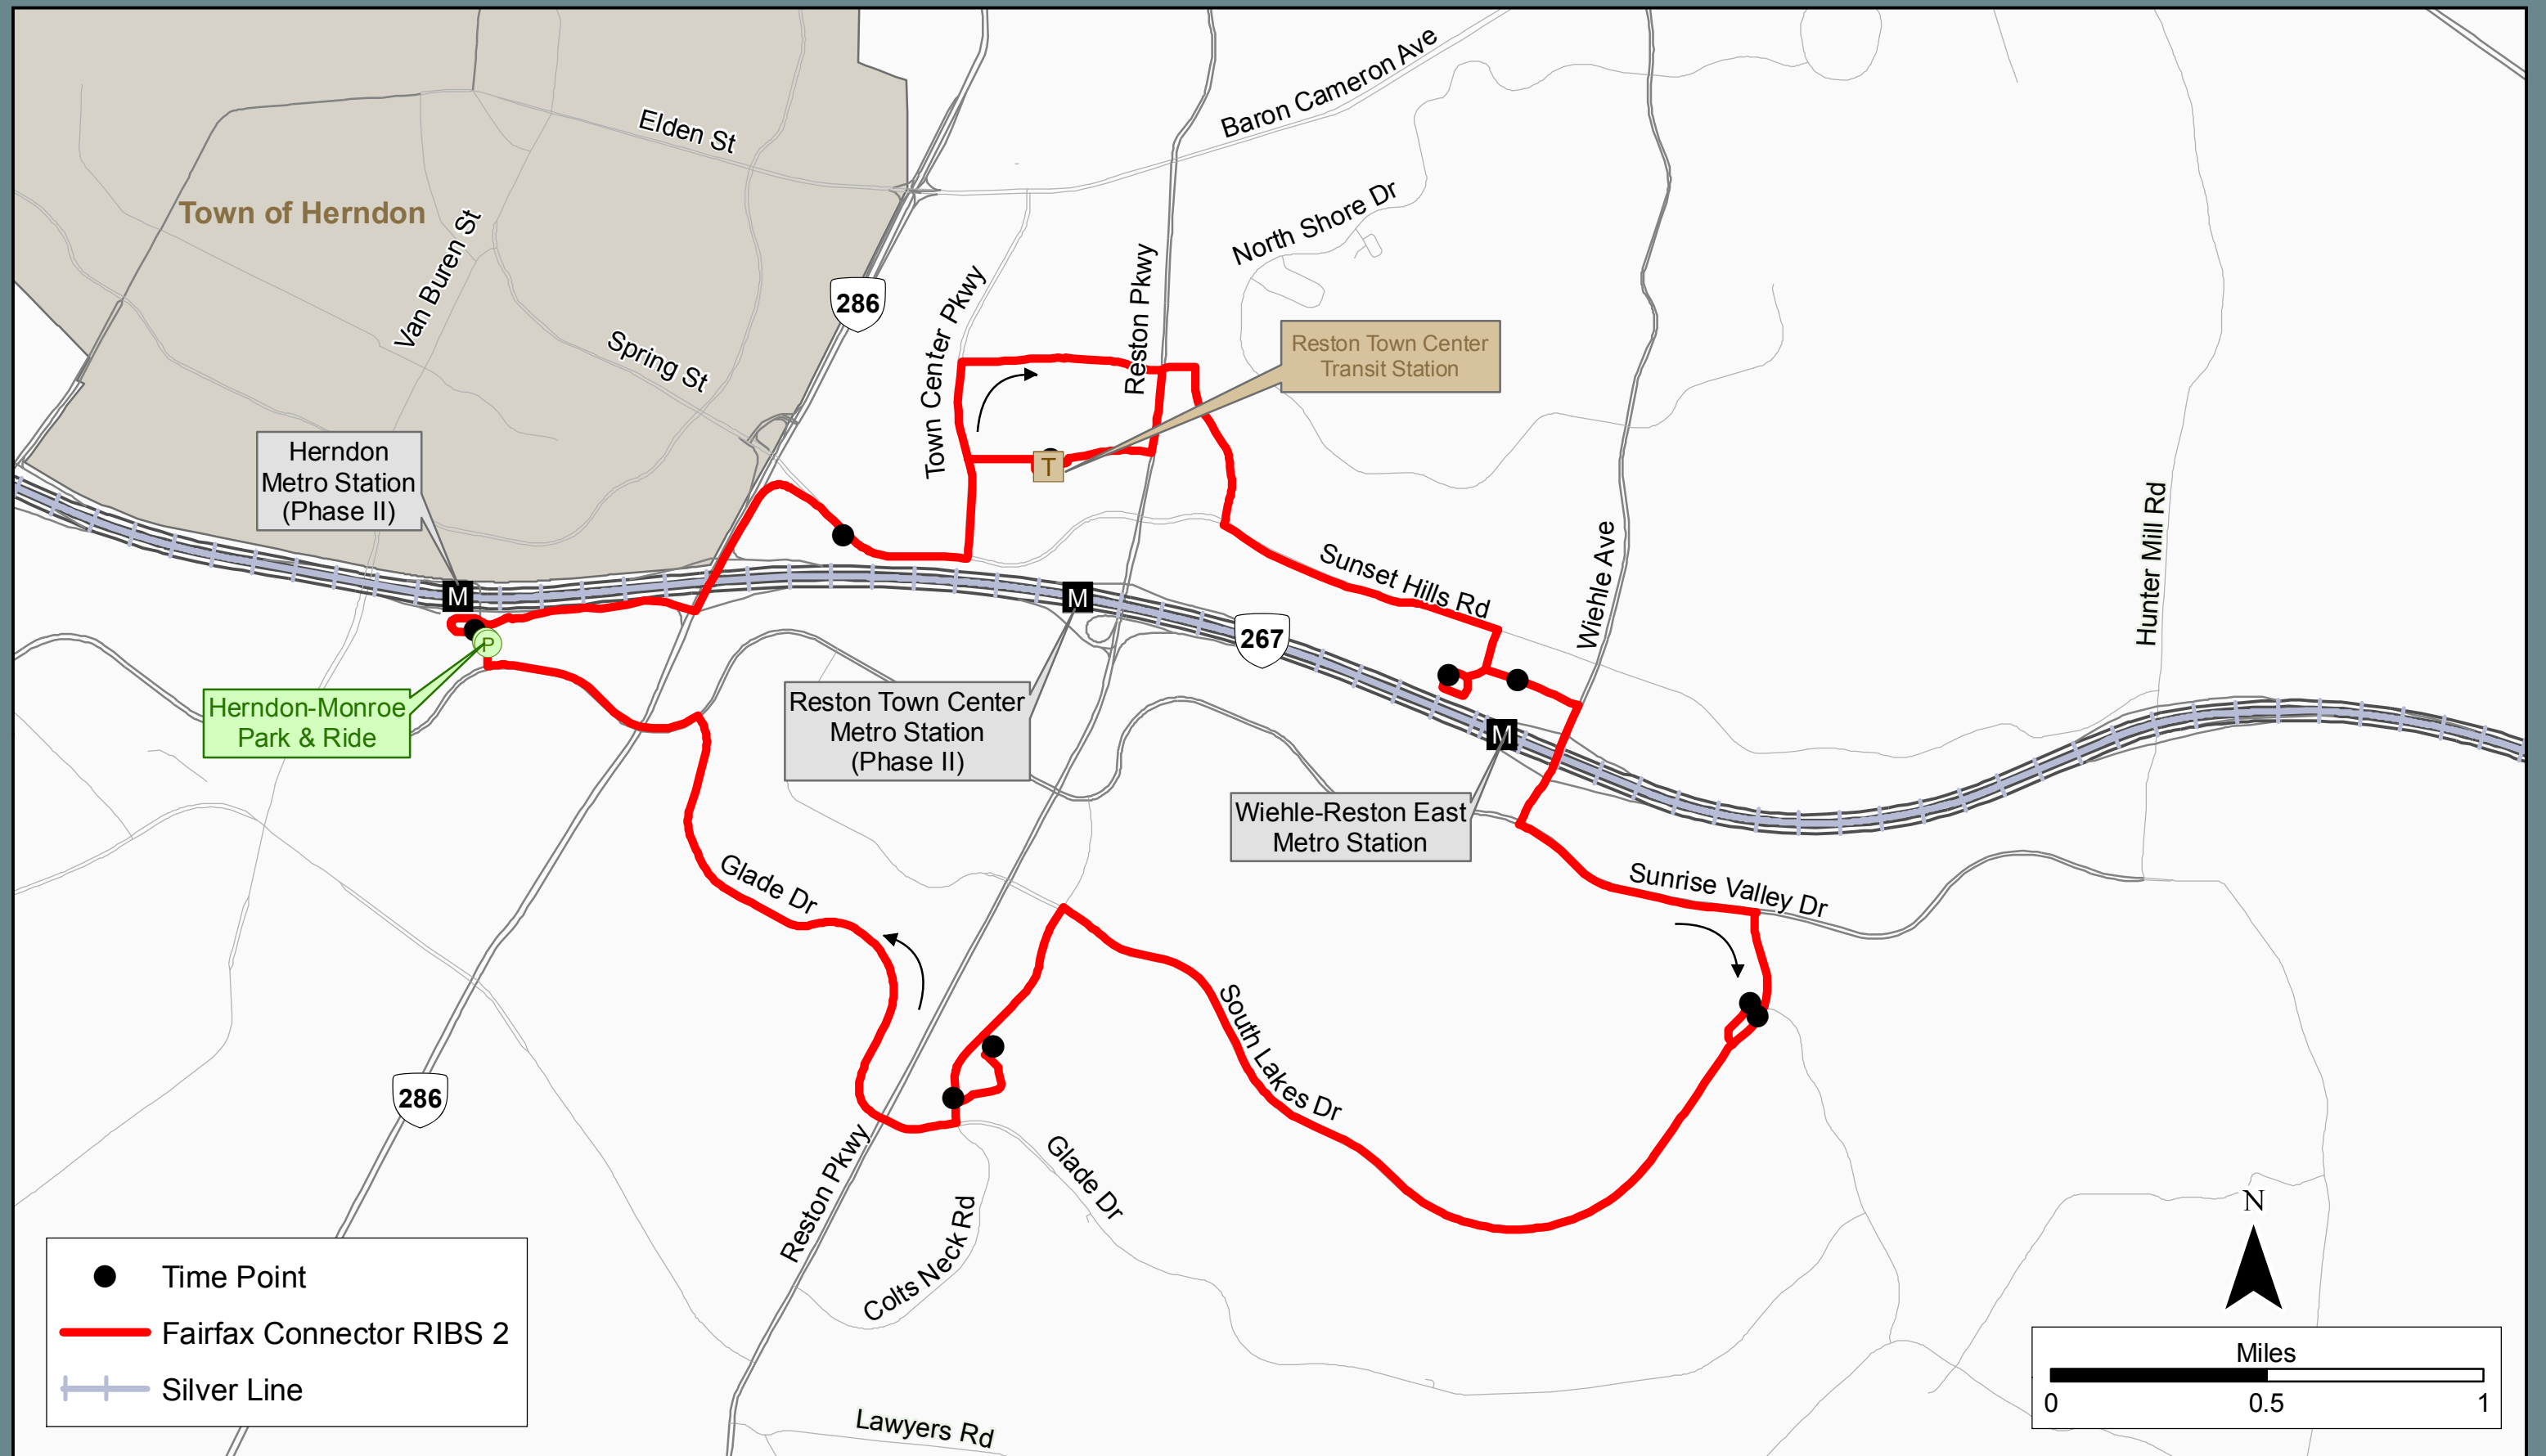 Baron Cameron Ave
Elden St
Town of Herndon
Van Buren St
North Shore Dr
286
Spring St
Town Center Pkwy
Reston Pkwy
Reston Town Center
Transit Station
T
Herndon
Metro Station
(Phase II)
M
M
Sunset Hills Rd
Wiehle Ave
Hunter Mill Rd
267
P
Herndon-Monroe
Park & Ride
Reston Town Center
Metro Station
(Phase II)
M
Wiehle-Reston East
Metro Station
Glade Dr
Sunrise Valley Dr
South Lakes Dr
286
Reston Pkwy
Glade Dr
Colts Neck Rd
Lawyers Rd
N
Time Point
Fairfax Connector RIBS 2
Silver Line
Miles
0 0.5 1